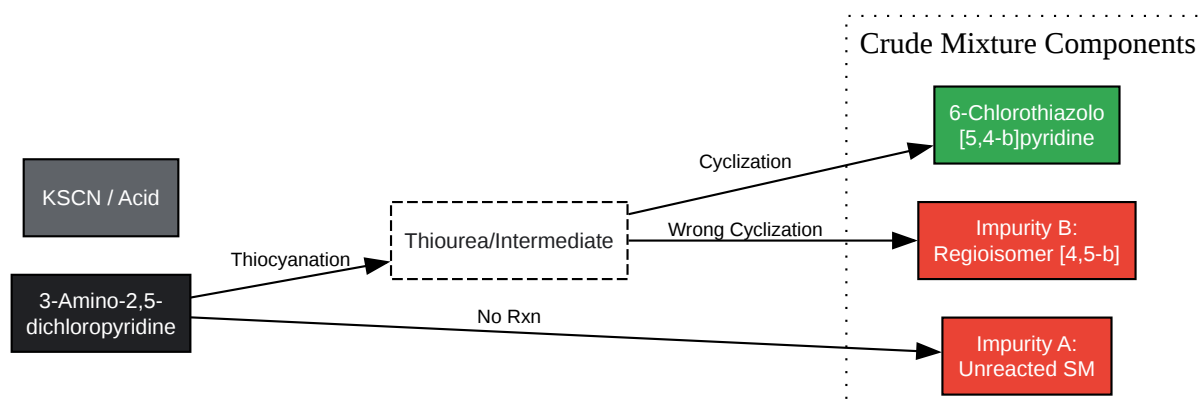 Crude Mixture Components
6-Chlorothiazolo
[5,4-b]pyridine
Cyclization
KSCN / Acid
Thiourea/Intermediate
Wrong Cyclization
Impurity B:
Regioisomer [4,5-b]
Thiocyanation
3-Amino-2,5-
dichloropyridine
No Rxn
Impurity A:
Unreacted SM